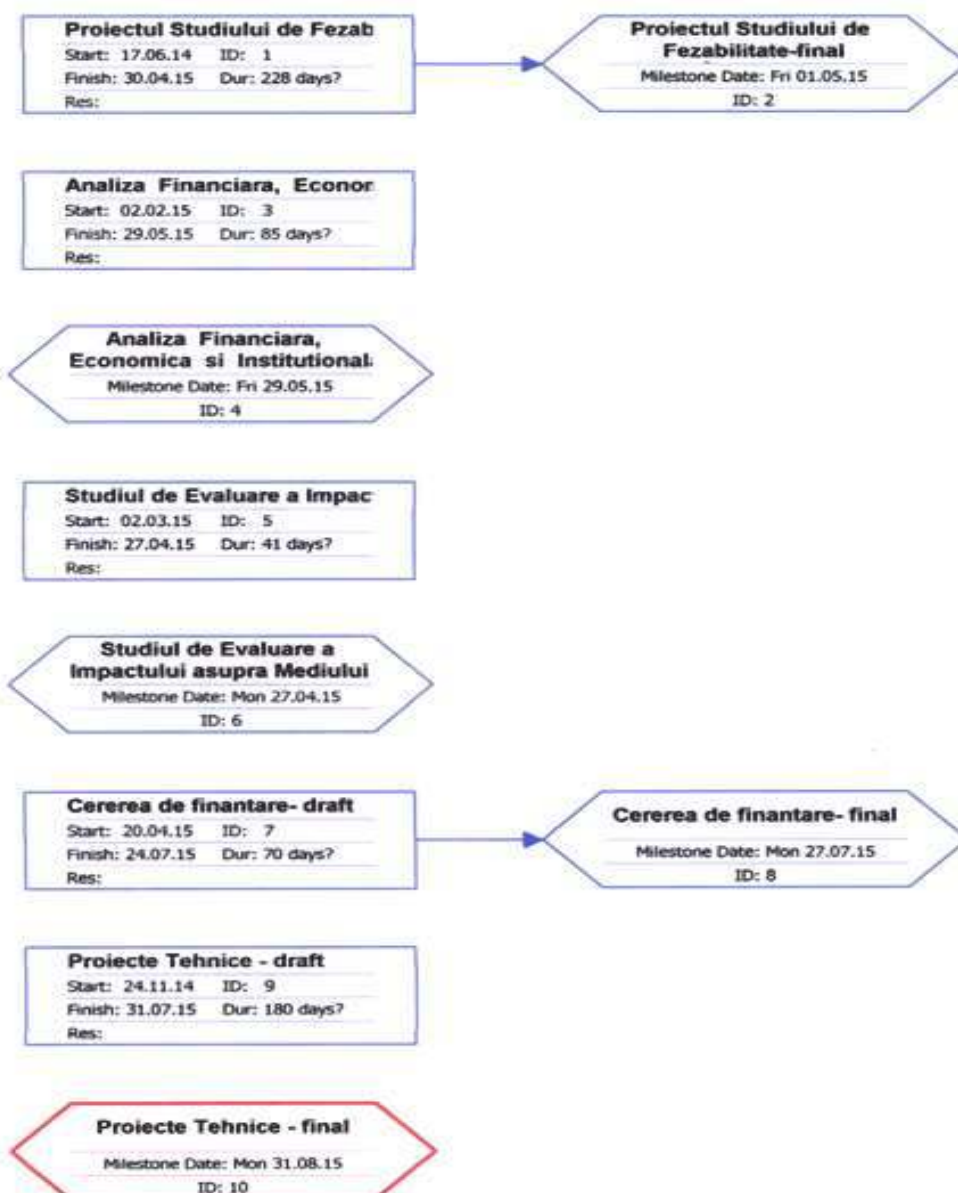 Proiectul Studiului de Fezab
Start: 17.06.14 ID: 1
Finish: 30.04.15 Dur: 228 days?
Res:
Proiectul Studiului de
Fezabilitate-final
Milestone Date: Fri 01.05.15
ID: 2
Analiza Financiara, Econor
Start: 02.02.15 ID: 3
Finish: 29.05.15 Dur: 85 days?
Res:
Analiza Financiara,
Economica si Institutional
Milestone Date: Fri 29.05.15
ID: 4
Studiul de Evaluare a Impac
Start: 02.03.15 ID: 5
Finish: 27.04.15 Dur: 41 days?
Res:
Studiul de Evaluare a
Impactului asupra Mediului
Milestone Date: Mon 27.04.15
ID: 6
Cererea de finantare- draft
Start: 20.04.15 ID: 7
Finish: 24.07.15 Dur: 70 days?
Res:
Cererea de finantare- final
Milestone Date: Mon 27.07.15
ID: 8
Proiecte Tehnice - draft
Start: 24.11.14 ID: 9
Finish: 31.07.15 Dur: 180 days?
Res:
Proiecte Tehnice - final
Milestone Date: Mon 31.08.15
ID: 10